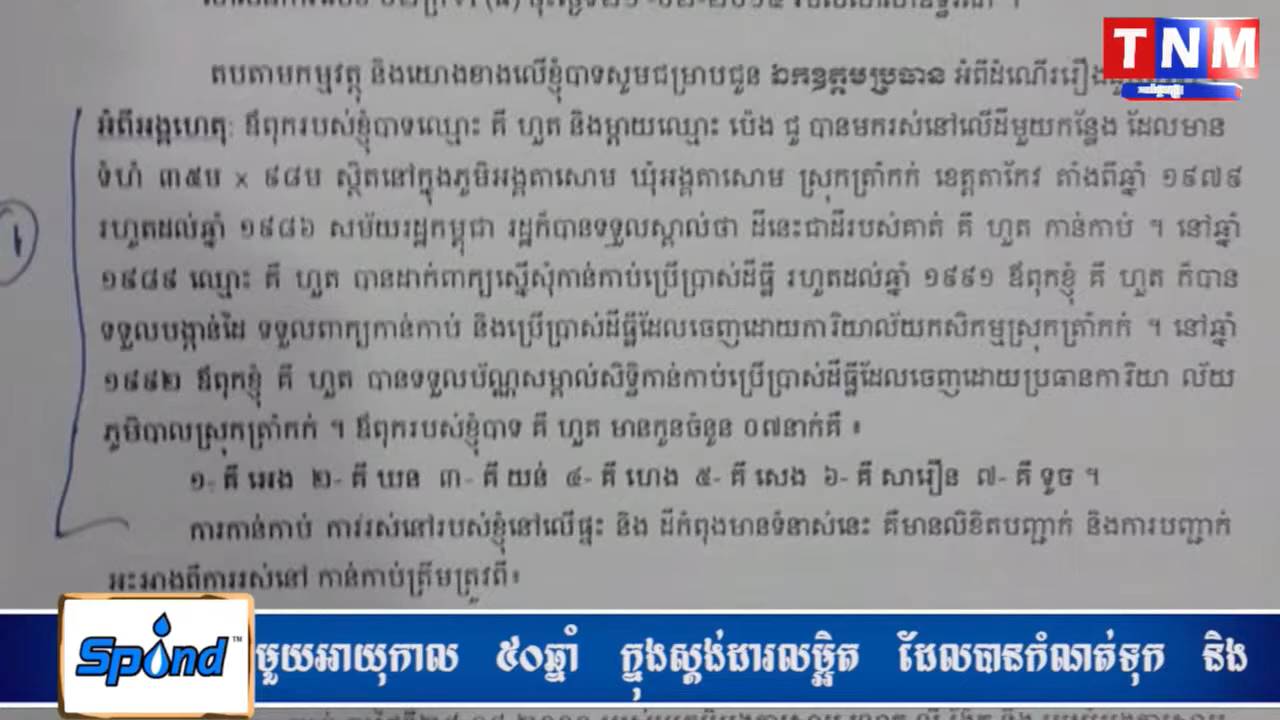 TNM
តបតាមកម្មវត្ថុ និងយោងខាងលើខ្ញុំបាទសូមជម្រាបជូន ឯកឧត្តមប្រធាន អំពីដំណើររឿង
អំពីអង្គហេតុ: ឪពុករបស់ខ្ញុំបាទឈ្មោះ គី ហួត និងម្តាយឈ្មោះ ប៉េង ជូ បានមករស់នៅលើដីមួយកន្លែង ដែលមាន
ទំហំ ៣៥ម x ៩៨ម ស្ថិតនៅក្នុងភូមិអង្គតាសោម ឃុំអង្គតាសោម ស្រុកត្រាំកក់ ខេត្តតាកែវ តាំងពីឆ្នាំ ១៩៧៩
រហូតដល់ឆ្នាំ ១៩៨៦ សម័យរដ្ឋកម្ពុជា រដ្ឋក៏បានទទួលស្គាល់ថា ដីនេះជាដីរបស់គាត់ គី ហួត កាន់កាប់ ។ នៅឆ្នាំ
១៩៨៩ ឈ្មោះ គី ហួត បានដាក់ពាក្យស្នើសុំកាន់កាប់ប្រើប្រាស់ដីធ្លី រហូតដល់ឆ្នាំ ១៩៩១ ឪពុកខ្ញុំ គី ហួត ក៏បាន
ទទួលបង្កាន់ដៃ ទទួលពាក្យកាន់កាប់ និងប្រើប្រាស់ដីធ្លីដែលចេញដោយការិយាល័យកសិកម្មស្រុកត្រាំកក់ ។ នៅឆ្នាំ
១៩៩២ ឪពុកខ្ញុំ គី ហួត បានទទួលប័ណ្ណសម្គាល់សិទ្ធិកាន់កាប់ប្រើប្រាស់ដីធ្លីដែលចេញដោយប្រធានការិយា ល័យ
ភូមិបាលស្រុកត្រាំកក់ ។ ឪពុករបស់ខ្ញុំបាទ គី ហួត មានកូនចំនួន ០៧នាក់គឺ ៖
១- គី អេង ២- គី ឃន ៣- គី យន់ ៤- គី ហេង ៥- គី សេង ៦- គី សារឿន ៧- គី ទូច ។
ការកាន់កាប់ ការរស់នៅរបស់ខ្ញុំនៅលើផ្ទះ និង ដីកំពុងមានទំនាស់នេះ គឺមានលិខិតបញ្ជាក់ និងការបញ្ជាក់
អះអាងពីការរស់នៅ កាន់កាប់ត្រឹមត្រូវពី៖
Spind™ មួយអាយុកាល ៥០ឆ្នាំ ក្នុងស្តង់ដារលម្អិត ដែលបានកំណត់ទុក និង